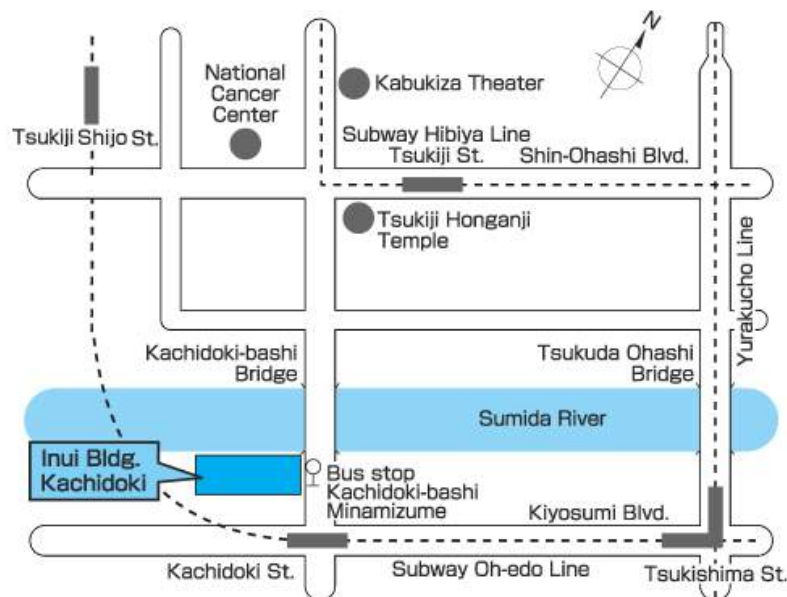 N
National
Cancer
Center
Kabukiza Theater
Tsukiji Shijo St.
Subway Hibiya Line
Tsukiji St.
Shin-Ohashi Blvd.
Tsukiji Honganji
Temple
Yurakucho Line
Kachidoki-bashi
Bridge
Tsukuda Ohashi
Bridge
Sumida River
Inui Bldg.
Kachidoki
Bus stop
Kachidoki-bashi
Minamizume
Kiyosumi Blvd.
Kachidoki St.
Subway Oh-edo Line
Tsukishima St.